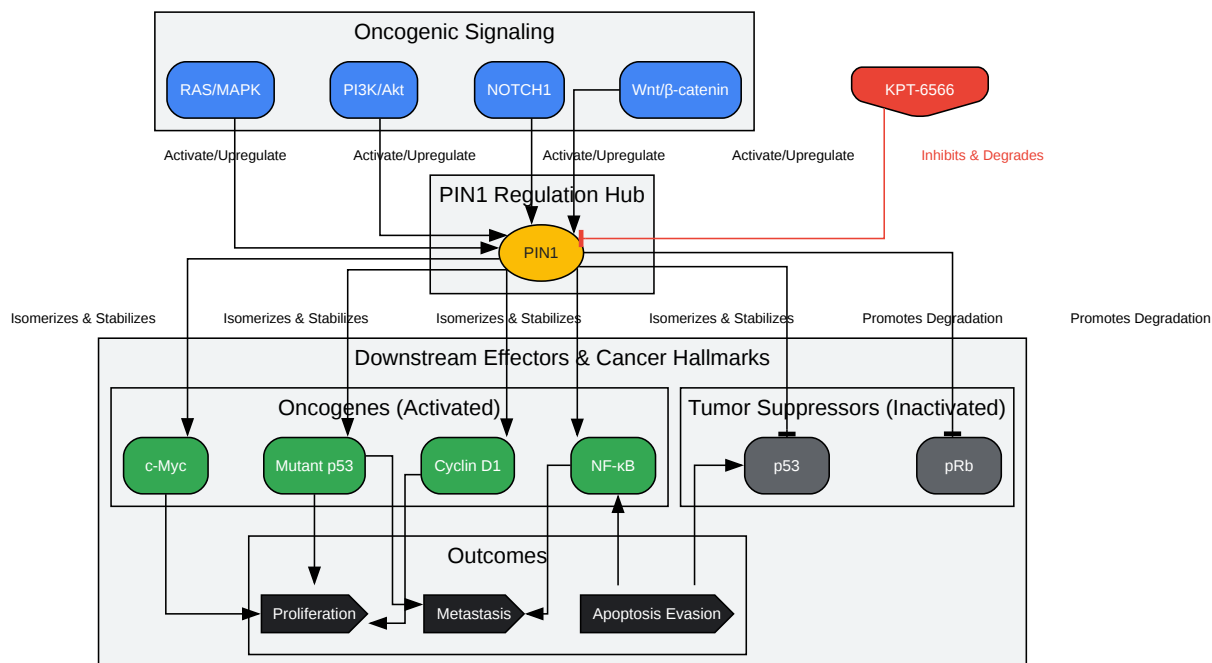 Oncogenic Signaling
RAS/MAPK
PI3K/Akt
NOTCH1
Wnt/β-catenin
KPT-6566
Activate/Upregulate
Activate/Upregulate
Activate/Upregulate
Activate/Upregulate
Inhibits & Degrades
PIN1 Regulation Hub
PIN1
Isomerizes & Stabilizes
Isomerizes & Stabilizes
Isomerizes & Stabilizes
Isomerizes & Stabilizes
Promotes Degradation
Promotes Degradation
Downstream Effectors & Cancer Hallmarks
Oncogenes (Activated)
Tumor Suppressors (Inactivated)
c-Myc
Mutant p53
Cyclin D1
NF-κB
p53
pRb
Outcomes
Proliferation
Metastasis
Apoptosis Evasion